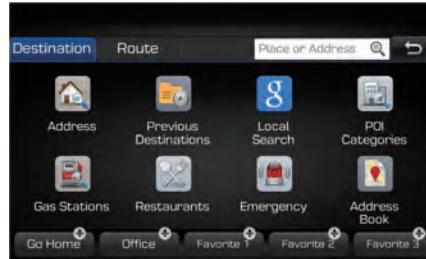 Destination
Route
Place or Address
Address
Previous
Destinations
Local
Search
POI
Categories
Gas Stations
Restaurants
Emergency
Address
Book
Go Home
Office
Favorite 1
Favorite 2
Favorite 3